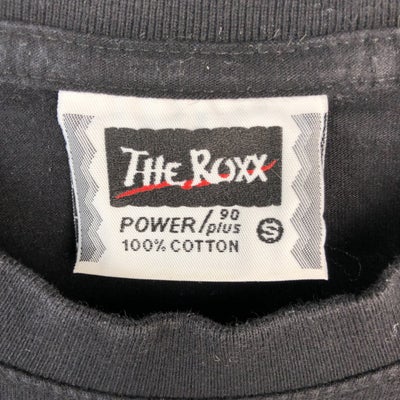 THE ROXX
POWER/90 plus
100% COTTON S